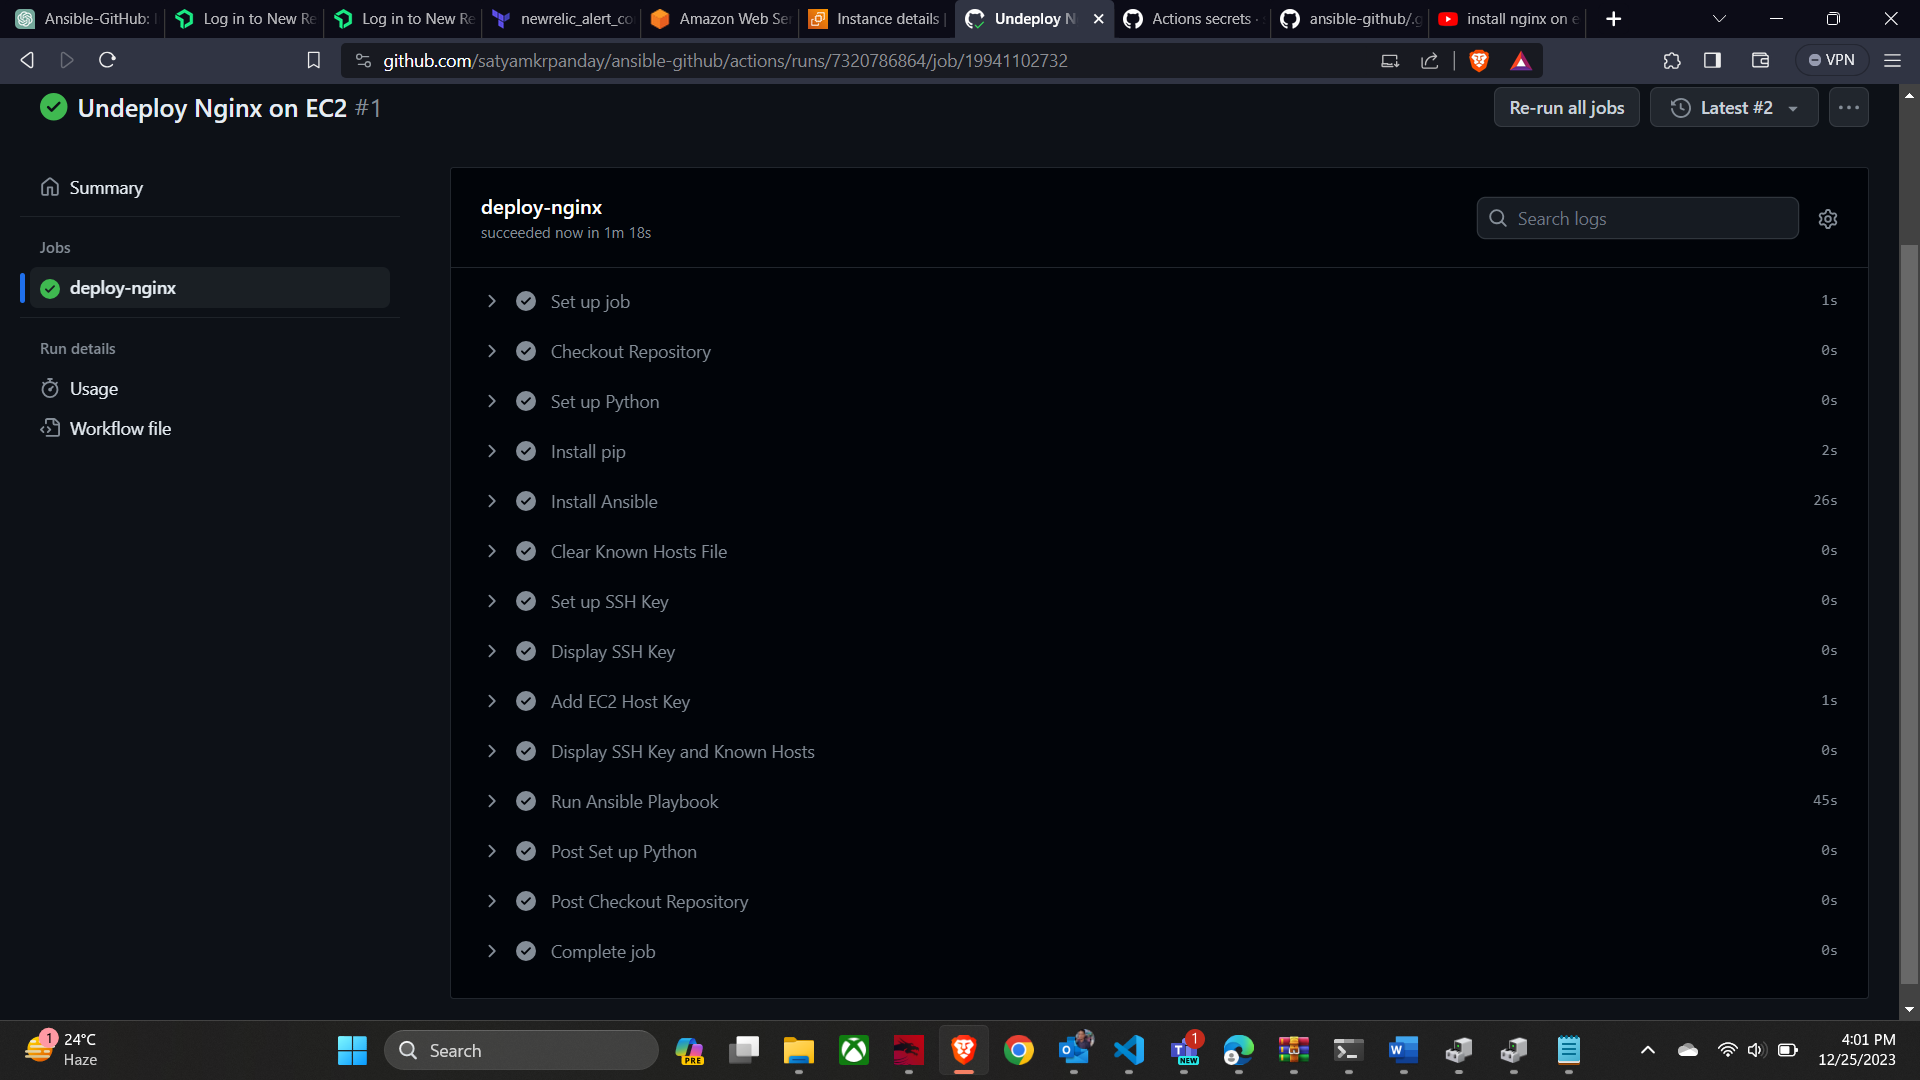 Ansible-GitHub:
Log in to New Re
Log in to New Re
newrelic_alert_co
Amazon Web Ser
Instance details
Undeploy N
Actions secrets ·
ansible-github/.g
install nginx on e
github.com/satyamkrpanday/ansible-github/actions/runs/7320786864/job/19941102732
VPN
Undeploy Nginx on EC2 #1
Re-run all jobs
Latest #2
Summary
Jobs
deploy-nginx
Run details
Usage
Workflow file
deploy-nginx
succeeded now in 1m 18s
Search logs
Set up job 1s
Checkout Repository 0s
Set up Python 0s
Install pip 2s
Install Ansible 26s
Clear Known Hosts File 0s
Set up SSH Key 0s
Display SSH Key 0s
Add EC2 Host Key 1s
Display SSH Key and Known Hosts 0s
Run Ansible Playbook 45s
Post Set up Python 0s
Post Checkout Repository 0s
Complete job 0s
1
24°C
Haze
Search
PRE
1
NEW
4:01 PM
12/25/2023